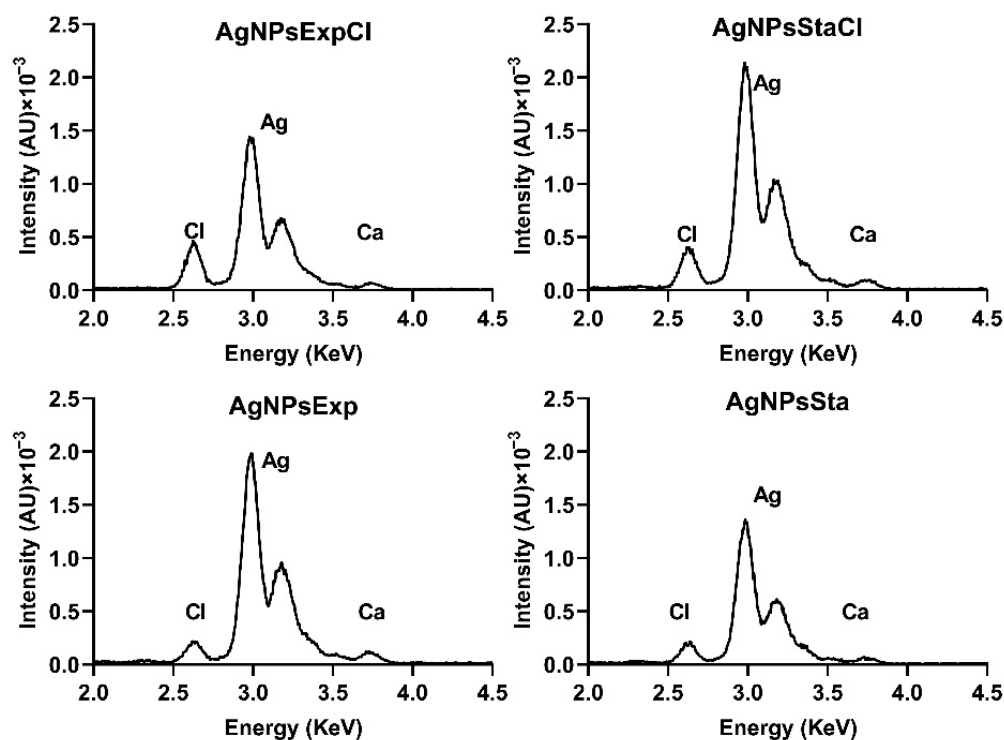 AgNPsExpCl
Intensity (AU)×10⁻³
2.5
2.0
1.5
1.0
0.5
0.0
Ag
Cl
Ca
2.0 2.5 3.0 3.5 4.0 4.5
Energy (KeV)
AgNPsStaCl
Intensity (AU)×10⁻³
2.5
2.0
1.5
1.0
0.5
0.0
Ag
Cl
Ca
2.0 2.5 3.0 3.5 4.0 4.5
Energy (KeV)
AgNPsExp
Intensity (AU)×10⁻³
2.5
2.0
1.5
1.0
0.5
0.0
Ag
Cl
Ca
2.0 2.5 3.0 3.5 4.0 4.5
Energy (KeV)
AgNPsSta
Intensity (AU)×10⁻³
2.5
2.0
1.5
1.0
0.5
0.0
Ag
Cl
Ca
2.0 2.5 3.0 3.5 4.0 4.5
Energy (KeV)